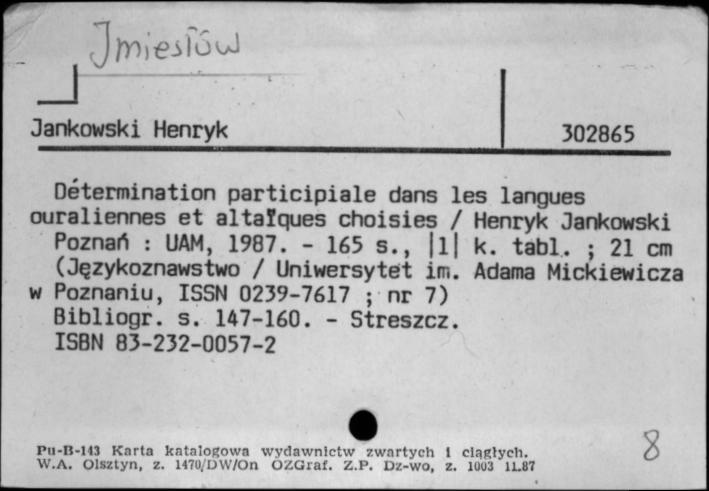 Imiesłów
Jankowski Henryk 302865
Détermination participiale dans les langues
ouraliennes et altaïques choisies / Henryk Jankowski
Poznań : UAM, 1987. - 165 s., |1| k. tabl. ; 21 cm
(Językoznawstwo / Uniwersytet im. Adama Mickiewicza
w Poznaniu, ISSN 0239-7617 ; nr 7)
Bibliogr. s. 147-160. - Streszcz.
ISBN 83-232-0057-2
8
Pu-B-143 Karta katalogowa wydawnictw zwartych i ciągłych.
W.A. Olsztyn, z. 1470/DW/On OZGraf. Z.P. Dz-wo, z. 1003 11.87